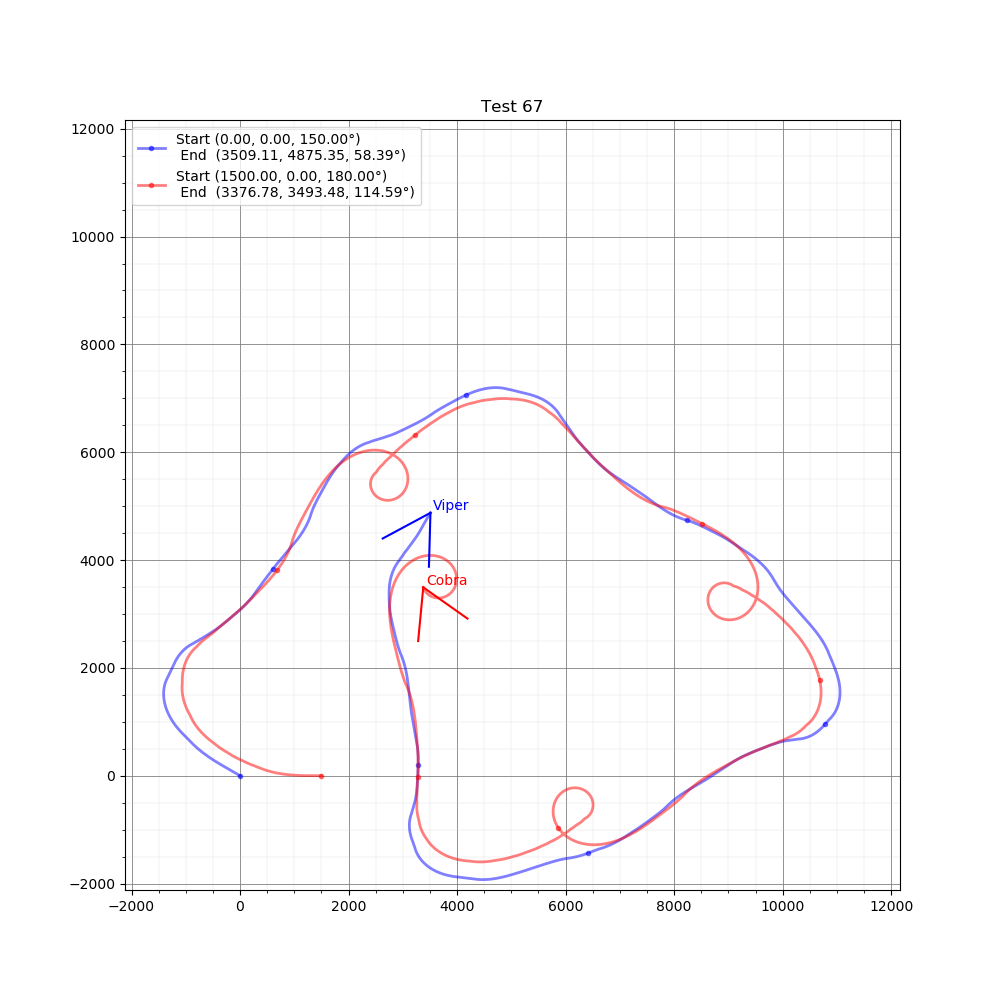 Test 67
Start (0.00, 0.00, 150.00°)
End (3509.11, 4875.35, 58.39°)
Start (1500.00, 0.00, 180.00°)
End (3376.78, 3493.48, 114.59°)
12000
10000
8000
6000
4000
2000
0
−2000
Viper
Cobra
−2000 0 2000 4000 6000 8000 10000 12000